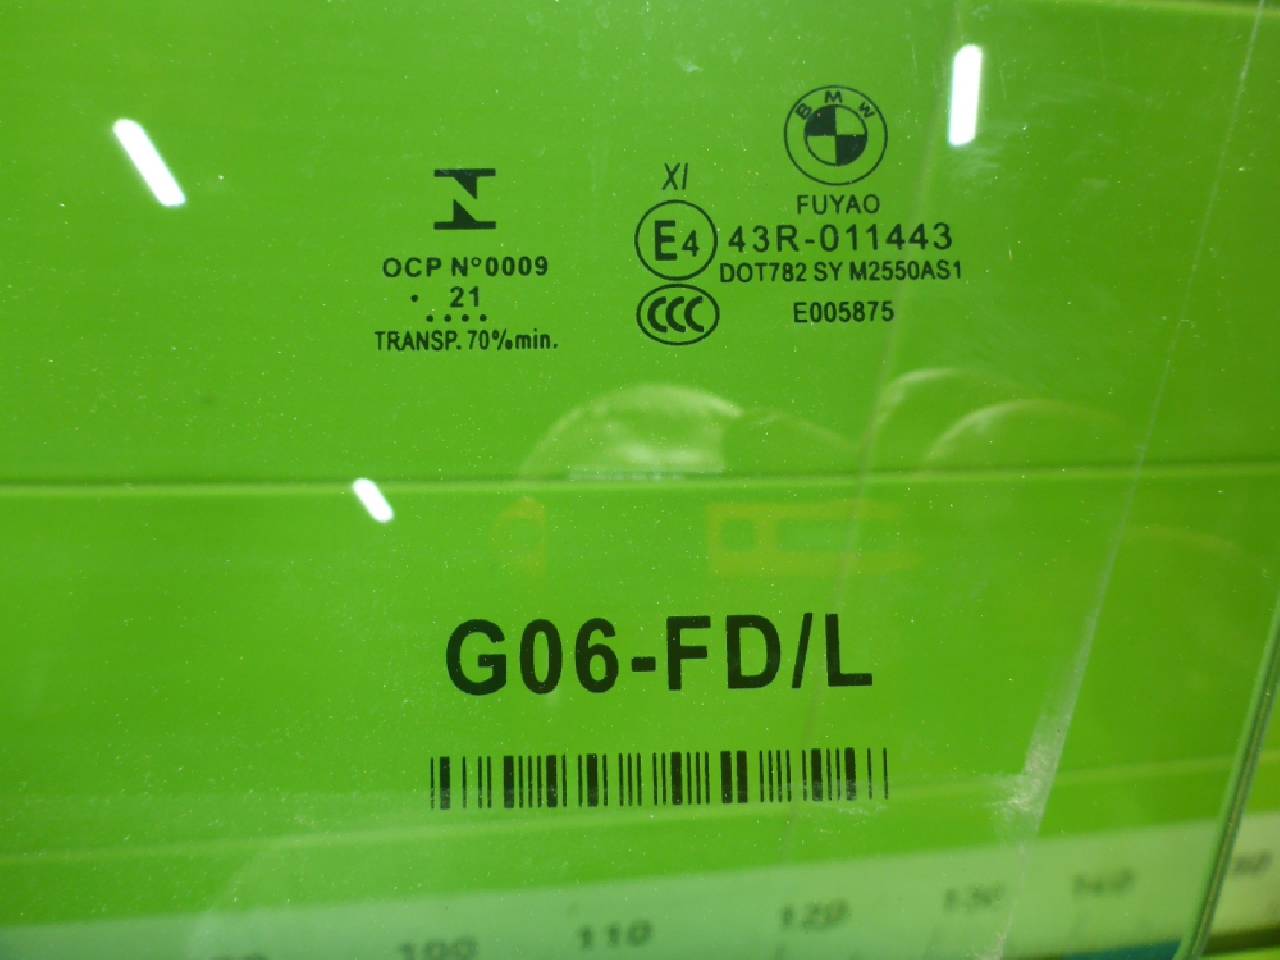 BMW
FUYAO
XI
E4 43R-011443
DOT782 SY M2550AS1
CCC E005875
OCP Nº0009
. 21
....
TRANSP. 70%min.
G06-FD/L
100 110 120 130 140